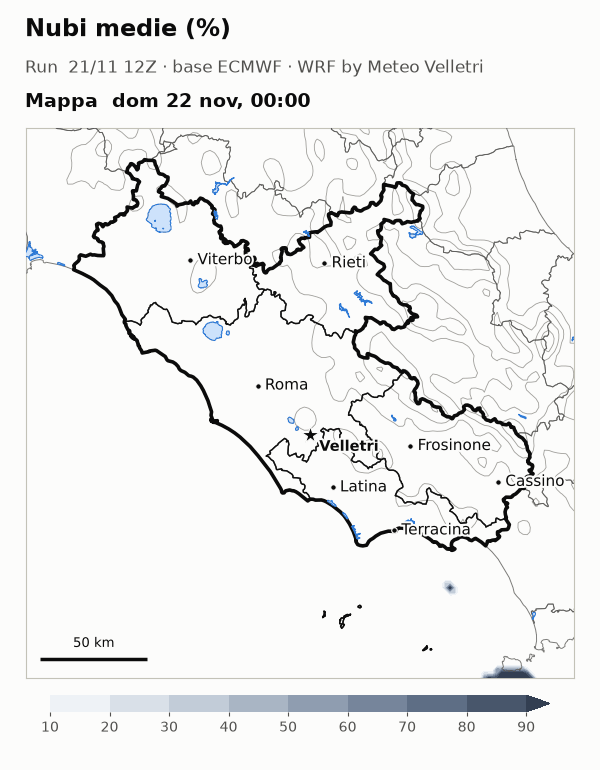 Nubi medie (%)
Run  21/11 12Z · base ECMWF · WRF by Meteo Velletri
Mappa  dom 22 nov, 00:00
Viterbo
Rieti
Roma
Velletri
Frosinone
Latina
Cassino
Terracina
50 km
10 20 30 40 50 60 70 80 90